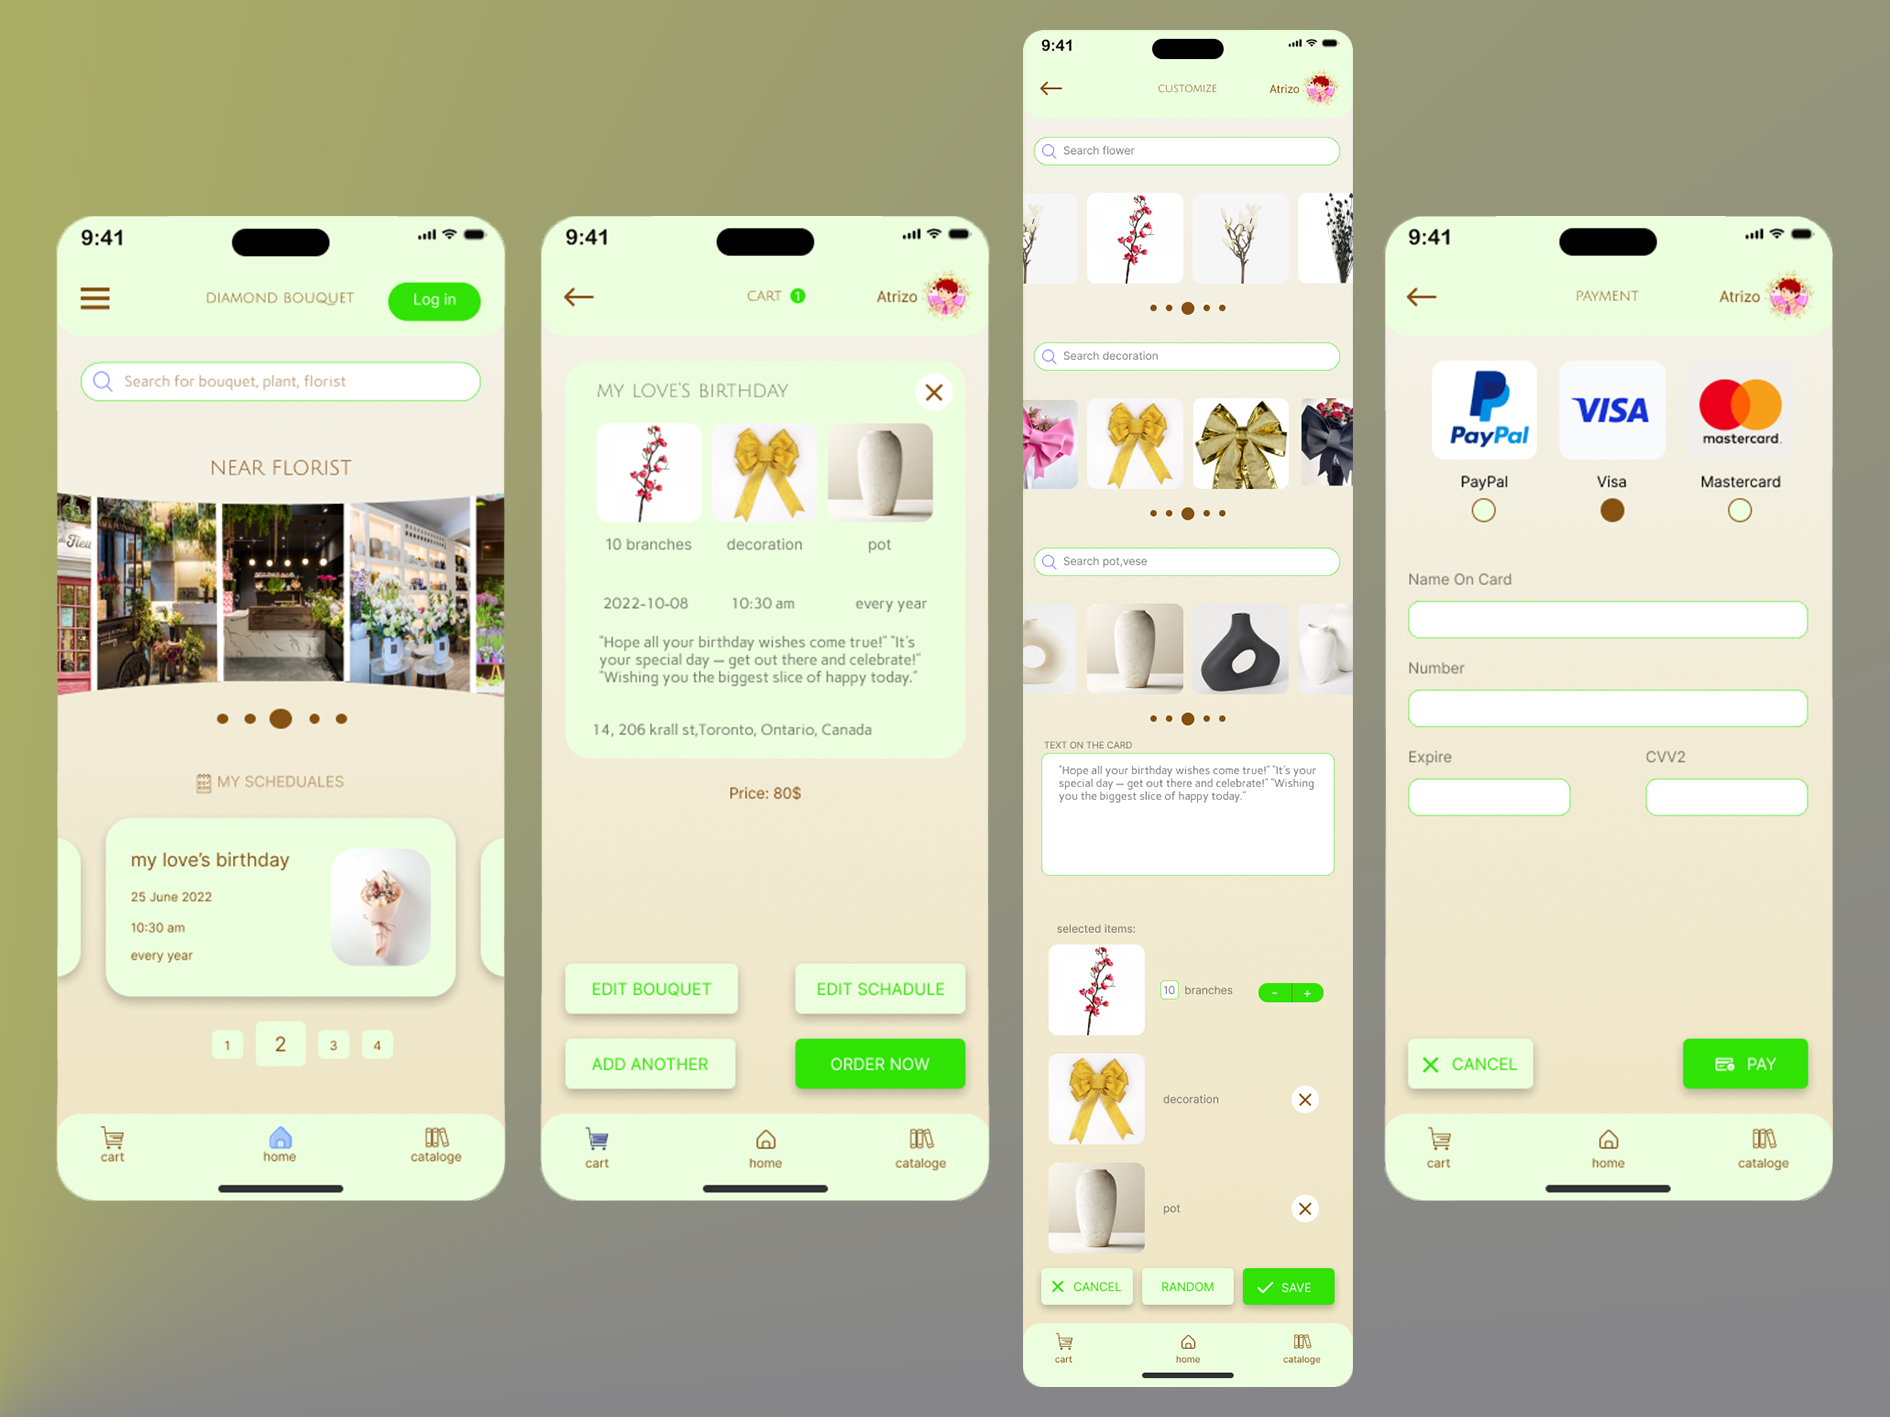 9:41
DIAMOND BOUQUET
Log in
Search for bouquet, plant, florist
NEAR FLORIST
MY SCHEDUALES
my love's birthday
25 June 2022
10:30 am
every year
1
2
3
4
cart
home
cataloge
9:41
CART 1
Atrizo
MY LOVE'S BIRTHDAY
10 branches
decoration
pot
2022-10-08
10:30 am
every year
"Hope all your birthday wishes come true!" "It's
your special day — get out there and celebrate!"
"Wishing you the biggest slice of happy today."
14, 206 krall st,Toronto, Ontario, Canada
Price: 80$
EDIT BOUQUET
EDIT SCHADULE
ADD ANOTHER
ORDER NOW
cart
home
cataloge
9:41
CUSTOMIZE
Atrizo
Search flower
Search decoration
Search pot,vese
TEXT ON THE CARD
"Hope all your birthday wishes come true!" "It's your
special day — get out there and celebrate!" "Wishing
you the biggest slice of happy today."
selected items:
10 branches
-
+
decoration
pot
CANCEL
RANDOM
SAVE
cart
home
cataloge
9:41
PAYMENT
Atrizo
PayPal
VISA
mastercard.
PayPal
Visa
Mastercard
Name On Card
Number
Expire
CVV2
CANCEL
PAY
cart
home
cataloge